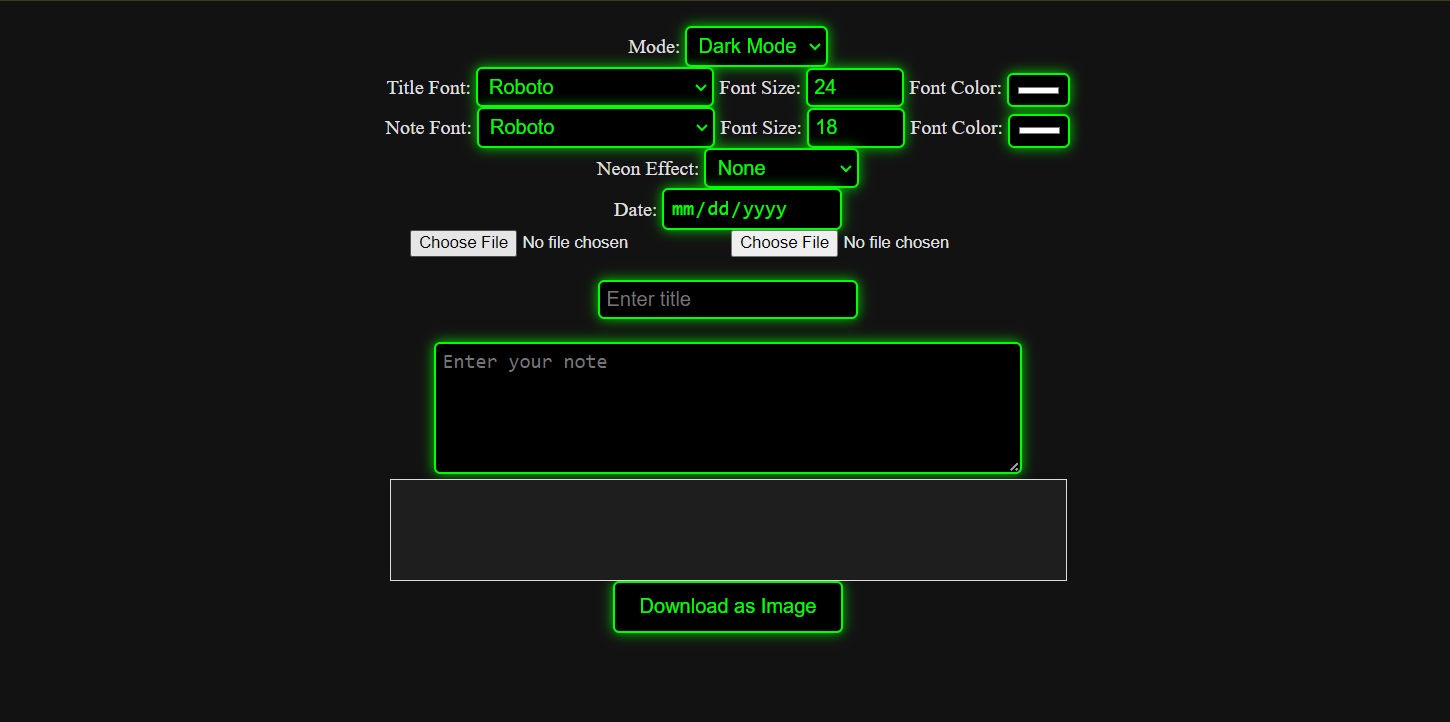 Mode: Dark Mode
Title Font: Roboto Font Size: 24 Font Color:
Note Font: Roboto Font Size: 18 Font Color:
Neon Effect: None
Date: mm/dd/yyyy
Choose File No file chosen Choose File No file chosen
Enter title
Enter your note
Download as Image